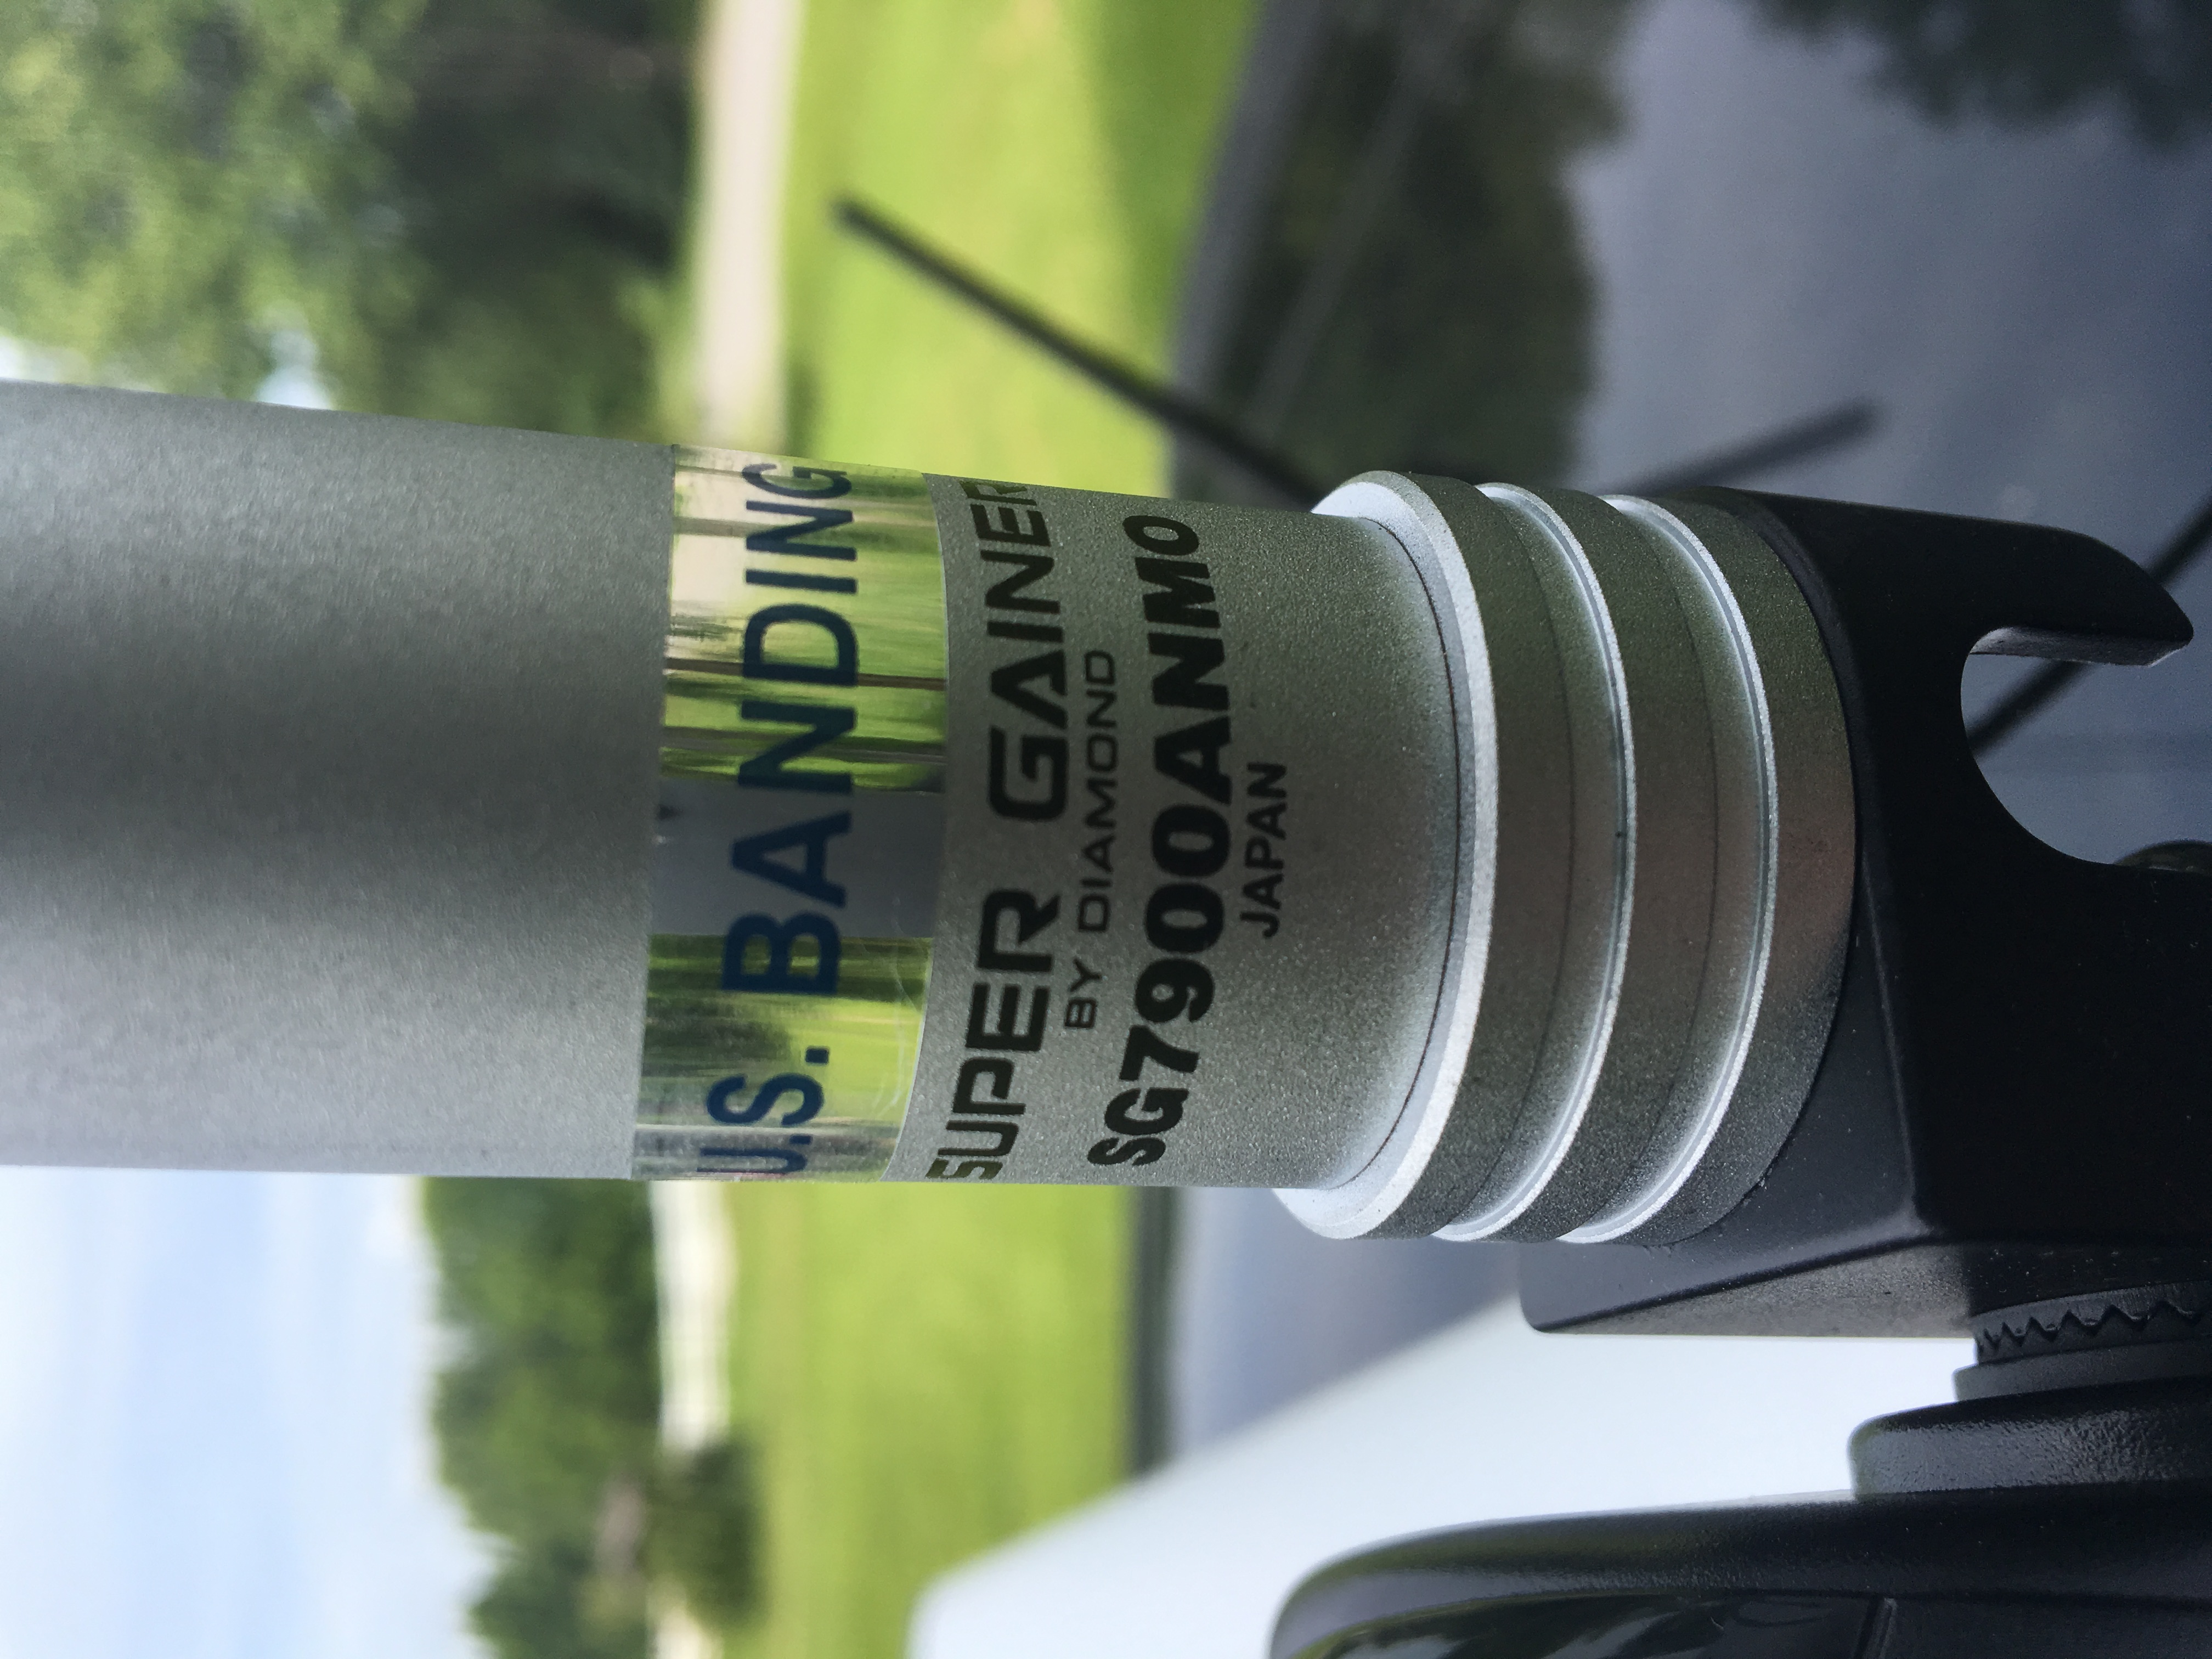 U.S. BANDING
SUPER GAINER
BY DIAMOND
SG7900ANMO
JAPAN